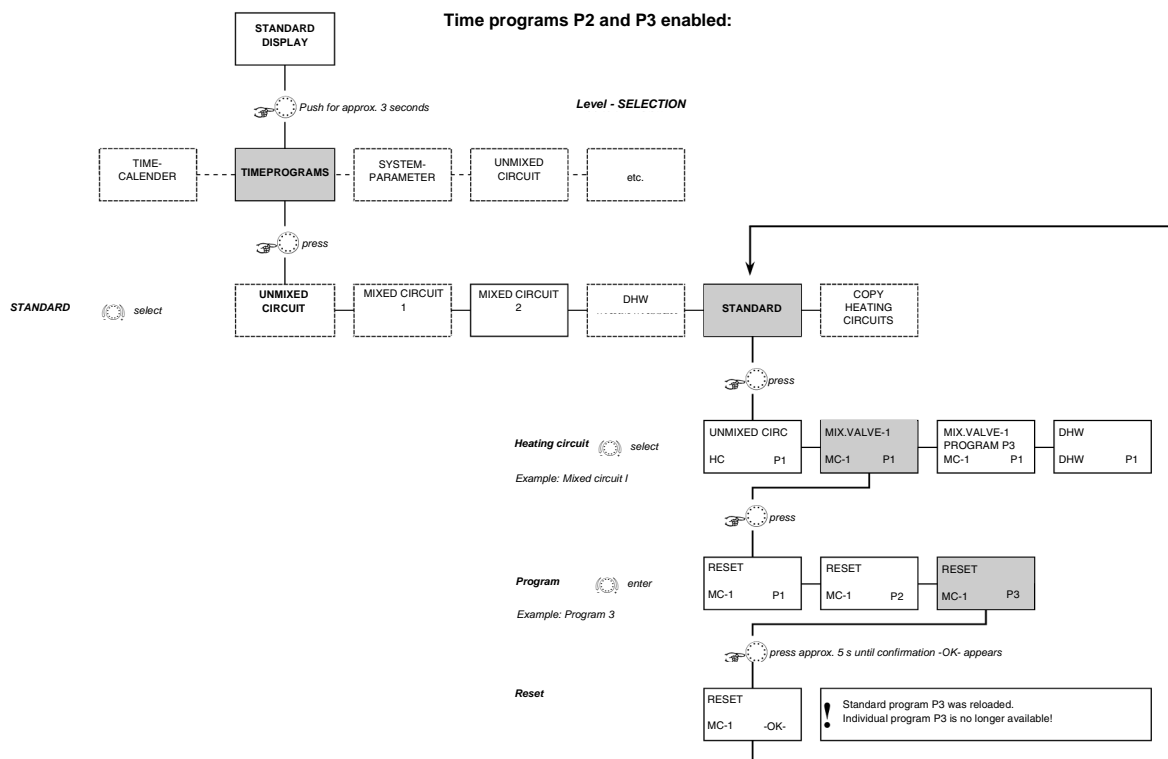 Time programs P2 and P3 enabled:
STANDARD
DISPLAY
Push for approx. 3 seconds
Level - SELECTION
TIME-
CALENDER
TIMEPROGRAMS
SYSTEM-
PARAMETER
UNMIXED
CIRCUIT
etc.
press
STANDARD
select
UNMIXED
CIRCUIT
MIXED CIRCUIT
1
MIXED CIRCUIT
2
DHW
STANDARD
COPY
HEATING
CIRCUITS
press
Heating circuit
select
Example: Mixed circuit I
UNMIXED CIRC
HC P1
MIX.VALVE-1
MC-1 P1
MIX.VALVE-1
PROGRAM P3
MC-1 P1
DHW
DHW P1
press
Program
enter
Example: Program 3
RESET
MC-1 P1
RESET
MC-1 P2
RESET
MC-1 P3
press approx. 5 s until confirmation -OK- appears
Reset
RESET
MC-1 -OK-
! Standard program P3 was reloaded.
Individual program P3 is no longer available!